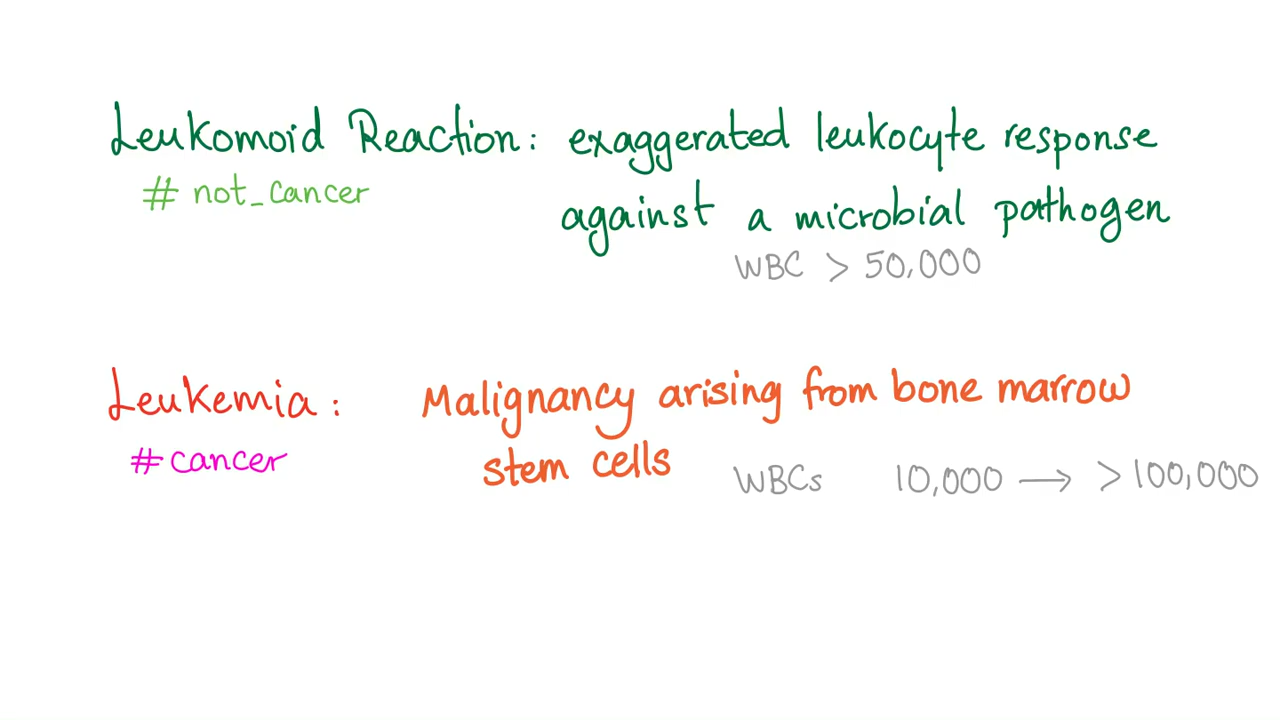 Leukomoid Reaction: exaggerated leukocyte response
# not_cancer against a microbial pathogen
WBC > 50,000
Leukemia: Malignancy arising from bone marrow
#cancer stem cells WBCs 10,000 → > 100,000